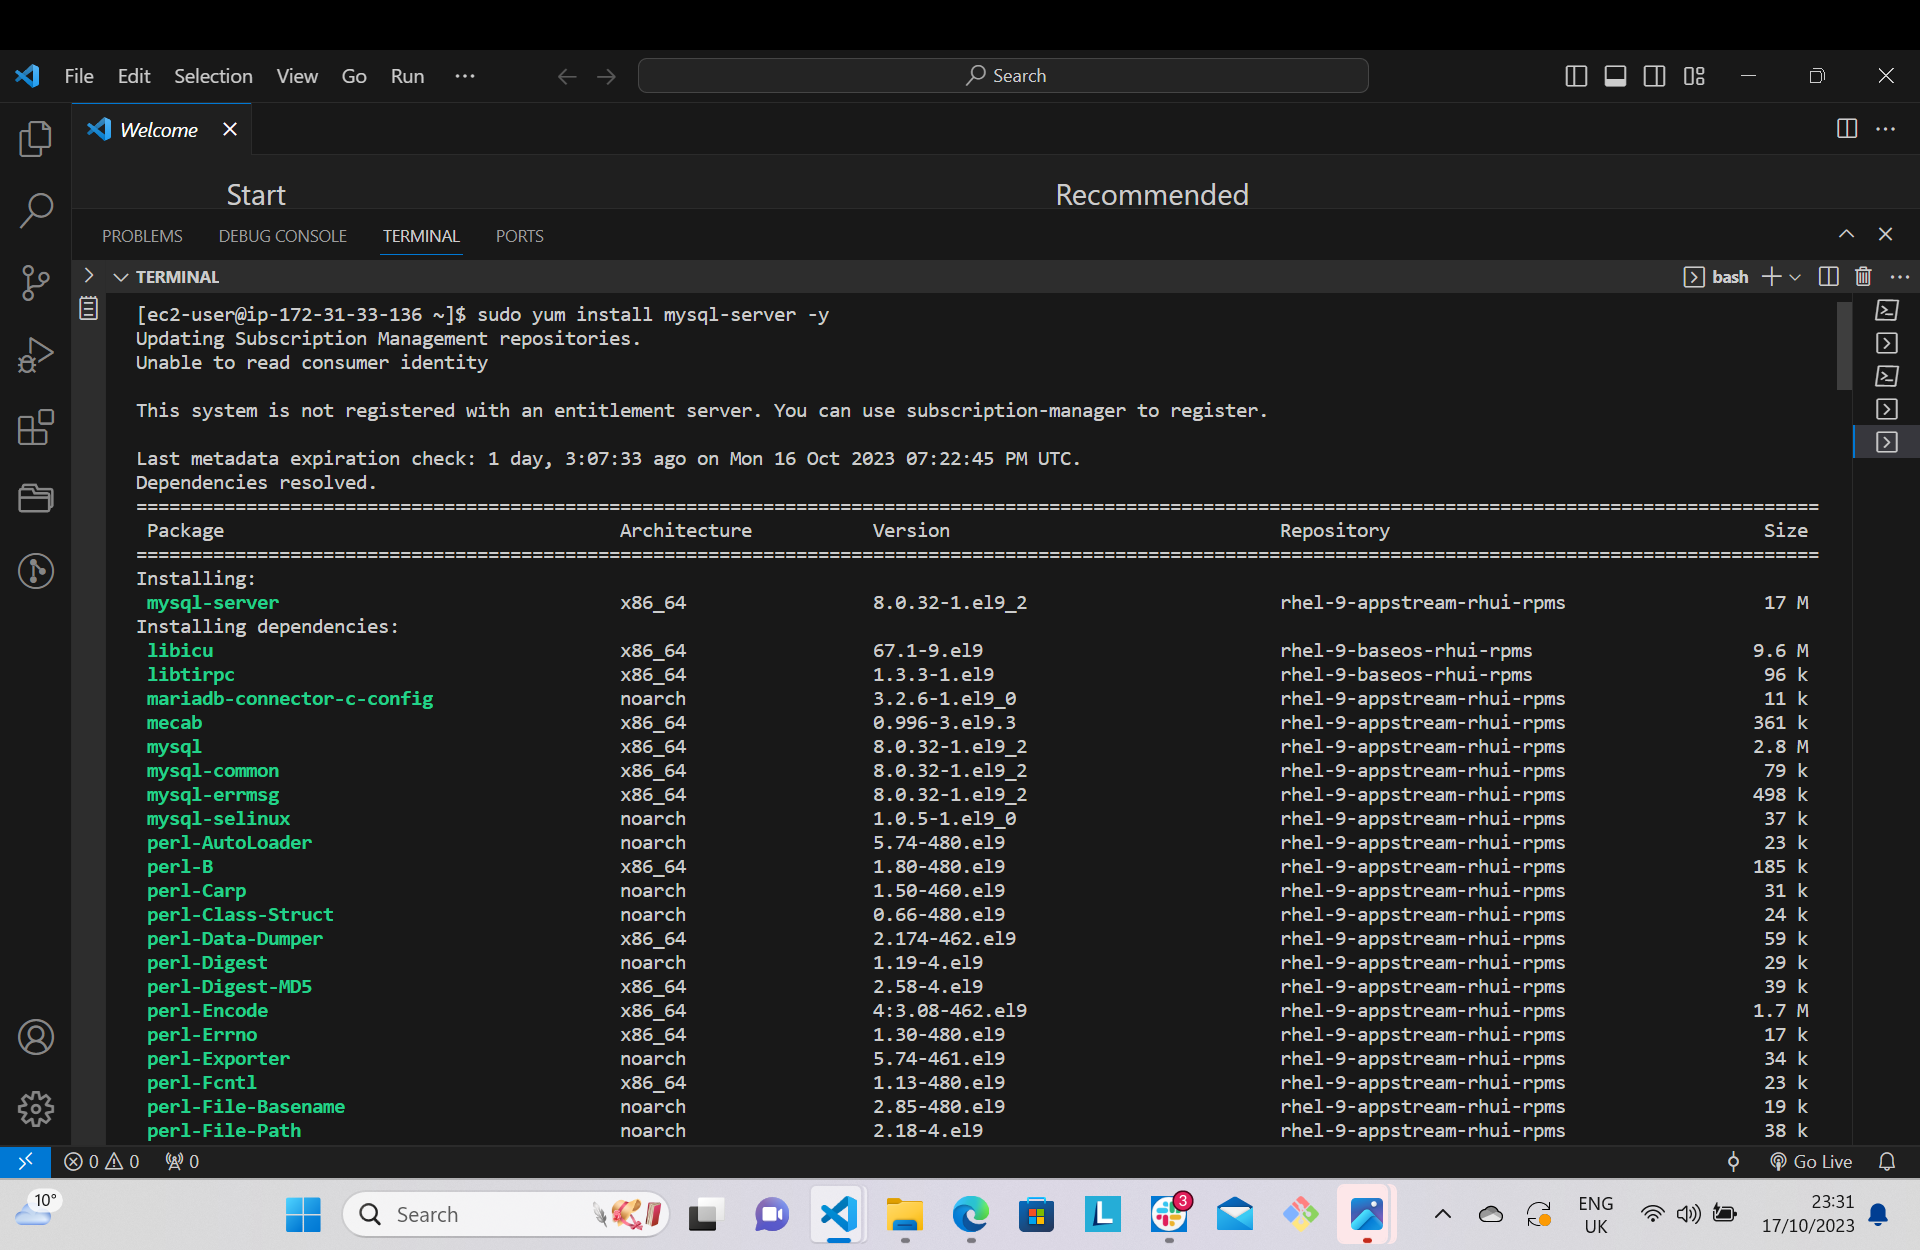 File Edit Selection View Go Run ··· Search
Welcome
Start Recommended
PROBLEMS DEBUG CONSOLE TERMINAL PORTS
TERMINAL bash
[ec2-user@ip-172-31-33-136 ~]$ sudo yum install mysql-server -y
Updating Subscription Management repositories.
Unable to read consumer identity
This system is not registered with an entitlement server. You can use subscription-manager to register.
Last metadata expiration check: 1 day, 3:07:33 ago on Mon 16 Oct 2023 07:22:45 PM UTC.
Dependencies resolved.
Package Architecture Version Repository Size
Installing:
mysql-server x86_64 8.0.32-1.el9_2 rhel-9-appstream-rhui-rpms 17 M
Installing dependencies:
libicu x86_64 67.1-9.el9 rhel-9-baseos-rhui-rpms 9.6 M
libtirpc x86_64 1.3.3-1.el9 rhel-9-baseos-rhui-rpms 96 k
mariadb-connector-c-config noarch 3.2.6-1.el9_0 rhel-9-appstream-rhui-rpms 11 k
mecab x86_64 0.996-3.el9.3 rhel-9-appstream-rhui-rpms 361 k
mysql x86_64 8.0.32-1.el9_2 rhel-9-appstream-rhui-rpms 2.8 M
mysql-common x86_64 8.0.32-1.el9_2 rhel-9-appstream-rhui-rpms 79 k
mysql-errmsg x86_64 8.0.32-1.el9_2 rhel-9-appstream-rhui-rpms 498 k
mysql-selinux noarch 1.0.5-1.el9_0 rhel-9-appstream-rhui-rpms 37 k
perl-AutoLoader noarch 5.74-480.el9 rhel-9-appstream-rhui-rpms 23 k
perl-B x86_64 1.80-480.el9 rhel-9-appstream-rhui-rpms 185 k
perl-Carp noarch 1.50-460.el9 rhel-9-appstream-rhui-rpms 31 k
perl-Class-Struct noarch 0.66-480.el9 rhel-9-appstream-rhui-rpms 24 k
perl-Data-Dumper x86_64 2.174-462.el9 rhel-9-appstream-rhui-rpms 59 k
perl-Digest noarch 1.19-4.el9 rhel-9-appstream-rhui-rpms 29 k
perl-Digest-MD5 x86_64 2.58-4.el9 rhel-9-appstream-rhui-rpms 39 k
perl-Encode x86_64 4:3.08-462.el9 rhel-9-appstream-rhui-rpms 1.7 M
perl-Errno x86_64 1.30-480.el9 rhel-9-appstream-rhui-rpms 17 k
perl-Exporter noarch 5.74-461.el9 rhel-9-appstream-rhui-rpms 34 k
perl-Fcntl x86_64 1.13-480.el9 rhel-9-appstream-rhui-rpms 23 k
perl-File-Basename noarch 2.85-480.el9 rhel-9-appstream-rhui-rpms 19 k
perl-File-Path noarch 2.18-4.el9 rhel-9-appstream-rhui-rpms 38 k
0 0 0 Go Live
10° Search L 3 ENG 23:31
UK 17/10/2023